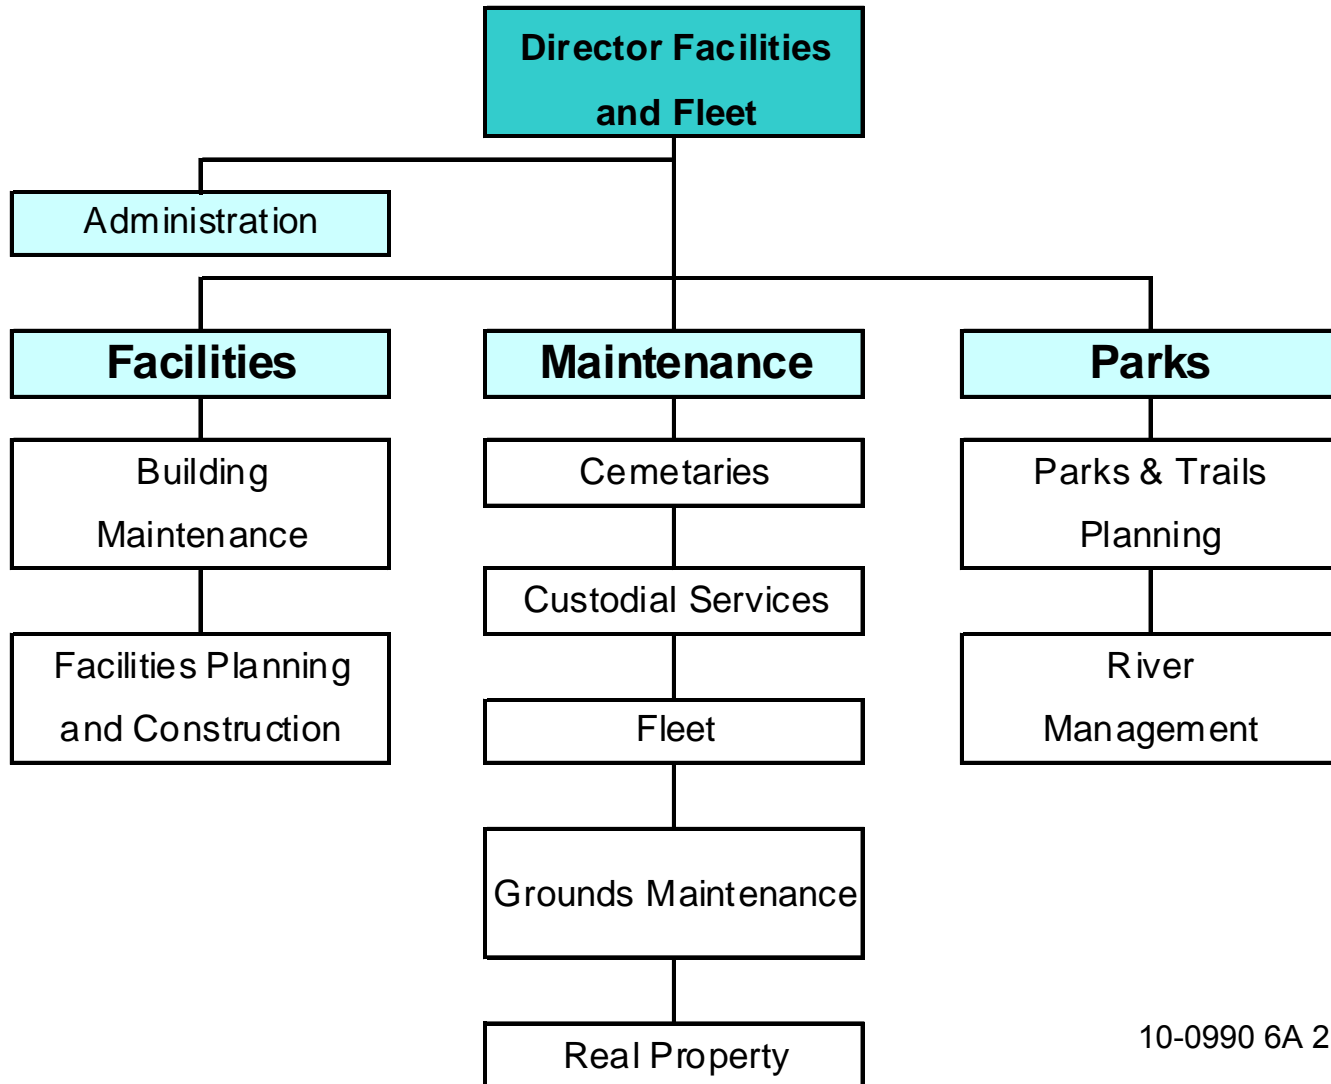 Director Facilities
and Fleet
Administration
Facilities
Maintenance
Parks
Building
Maintenance
Cemetaries
Parks & Trails
Planning
Custodial Services
Facilities Planning
and Construction
River
Management
Fleet
Grounds Maintenance
Real Property
10-0990 6A 2